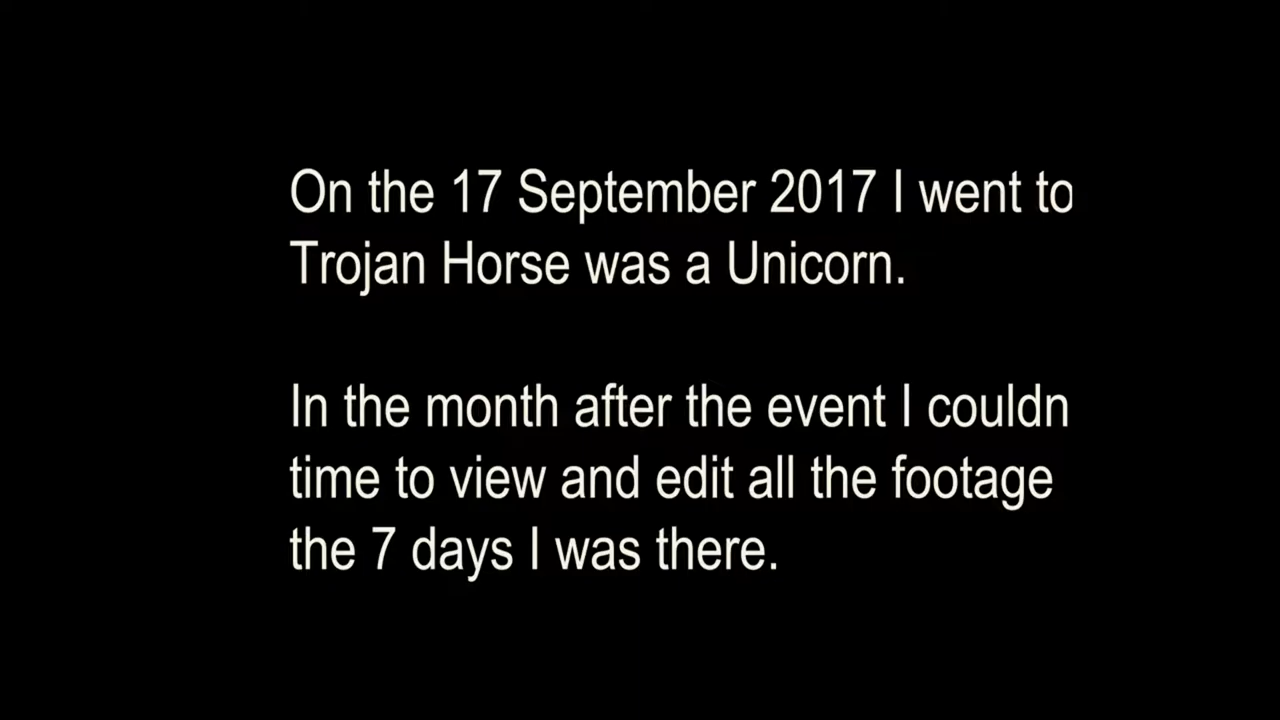 On the 17 September 2017 I went to
Trojan Horse was a Unicorn.
In the month after the event I couldn
time to view and edit all the footage
the 7 days I was there.